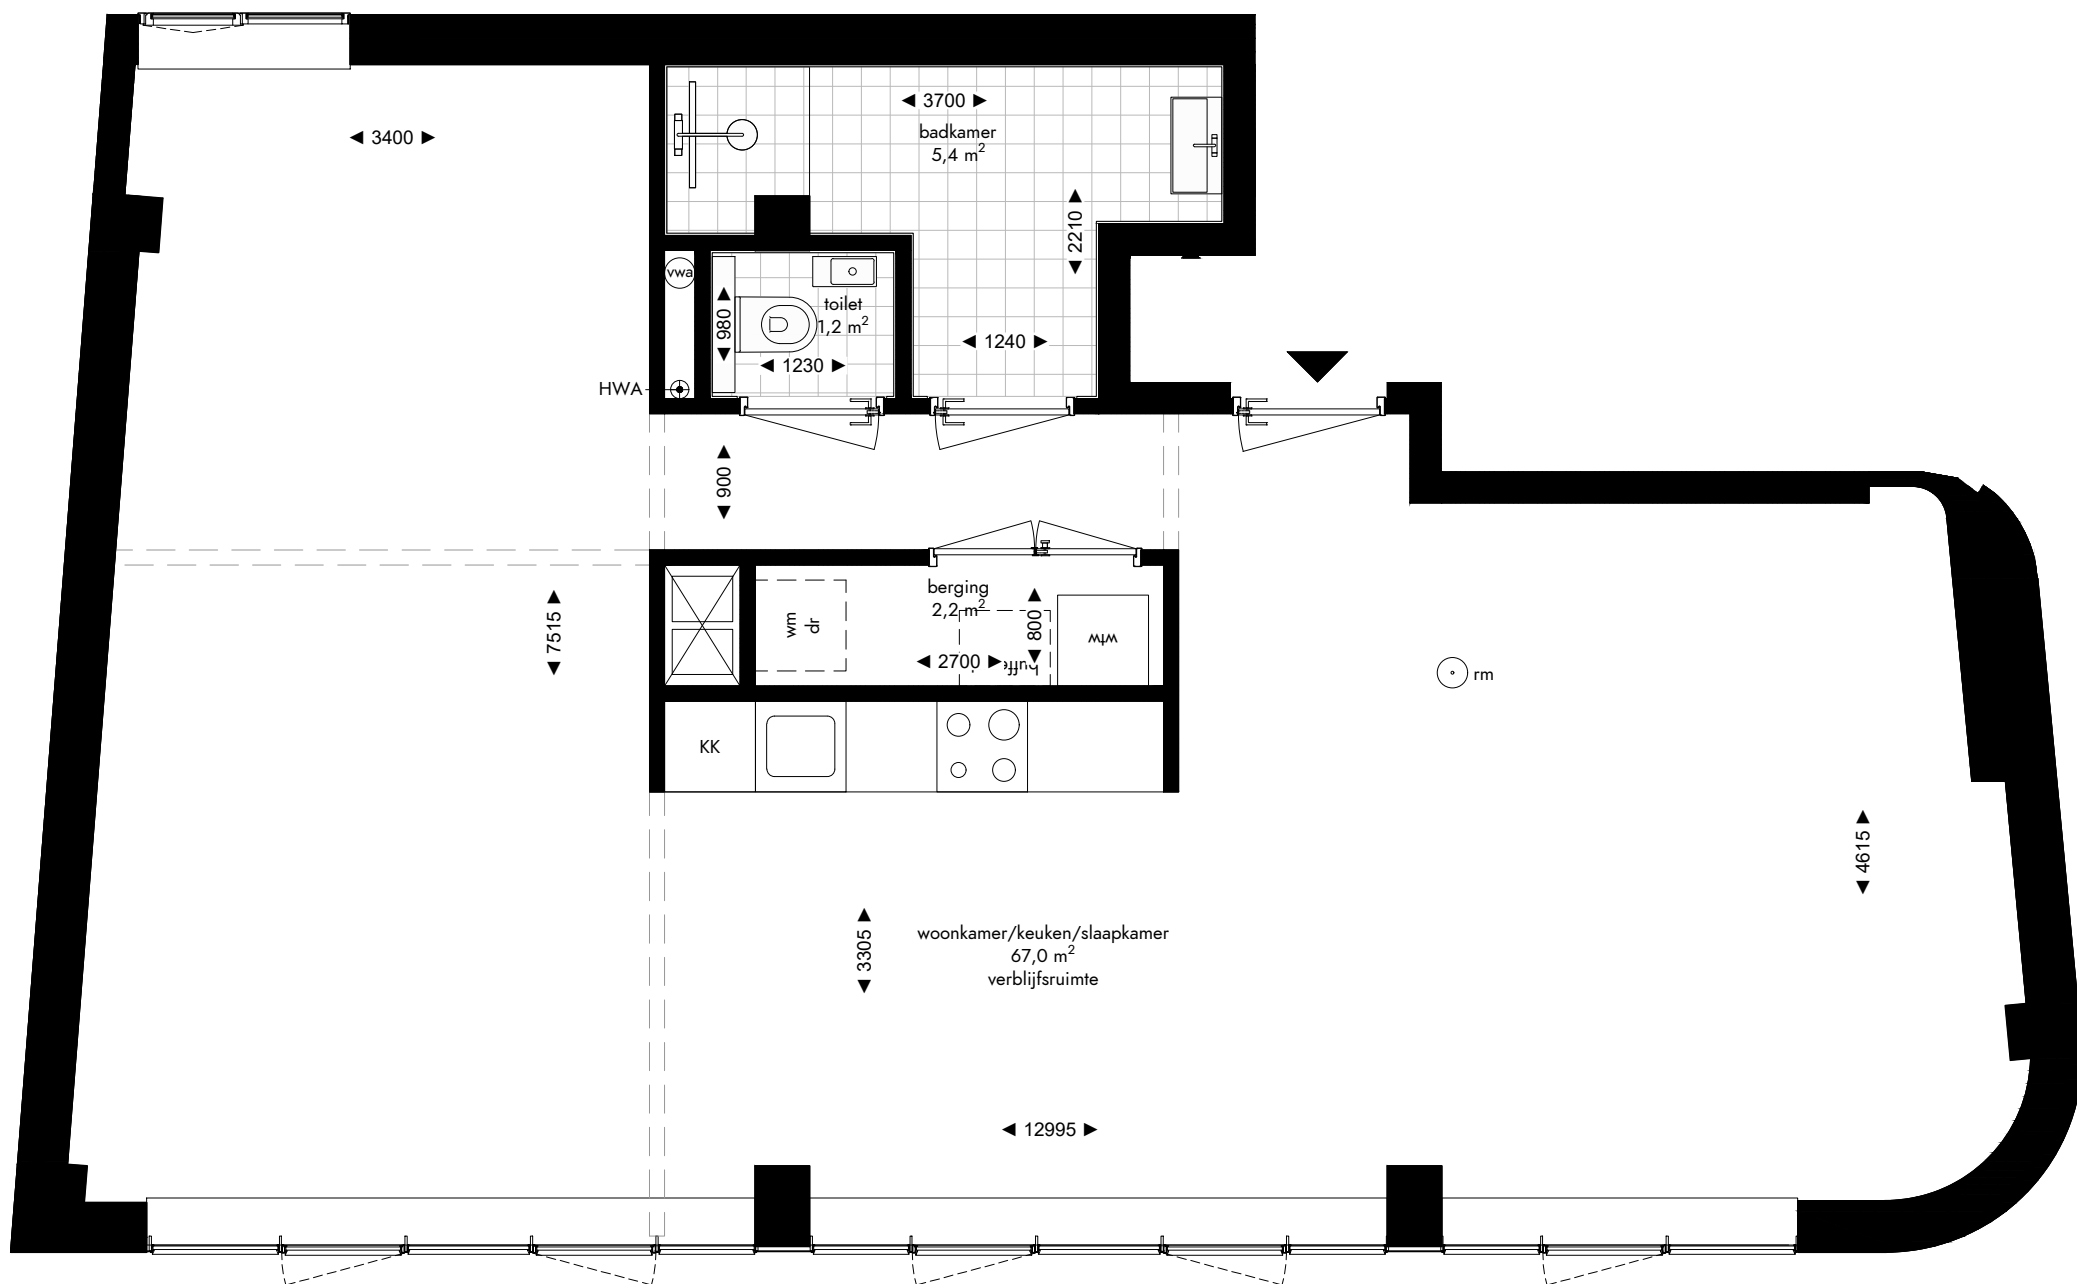 3400
3700
badkamer
5,4 m²
2210
vwa
toilet
1,2 m²
980
1230
1240
HWA
900
berging
2,2 m²
800
wm
dr
wtw
2700
buffer
7515
rm
KK
4615
3305
woonkamer/keuken/slaapkamer
67,0 m²
verblijfsruimte
12995